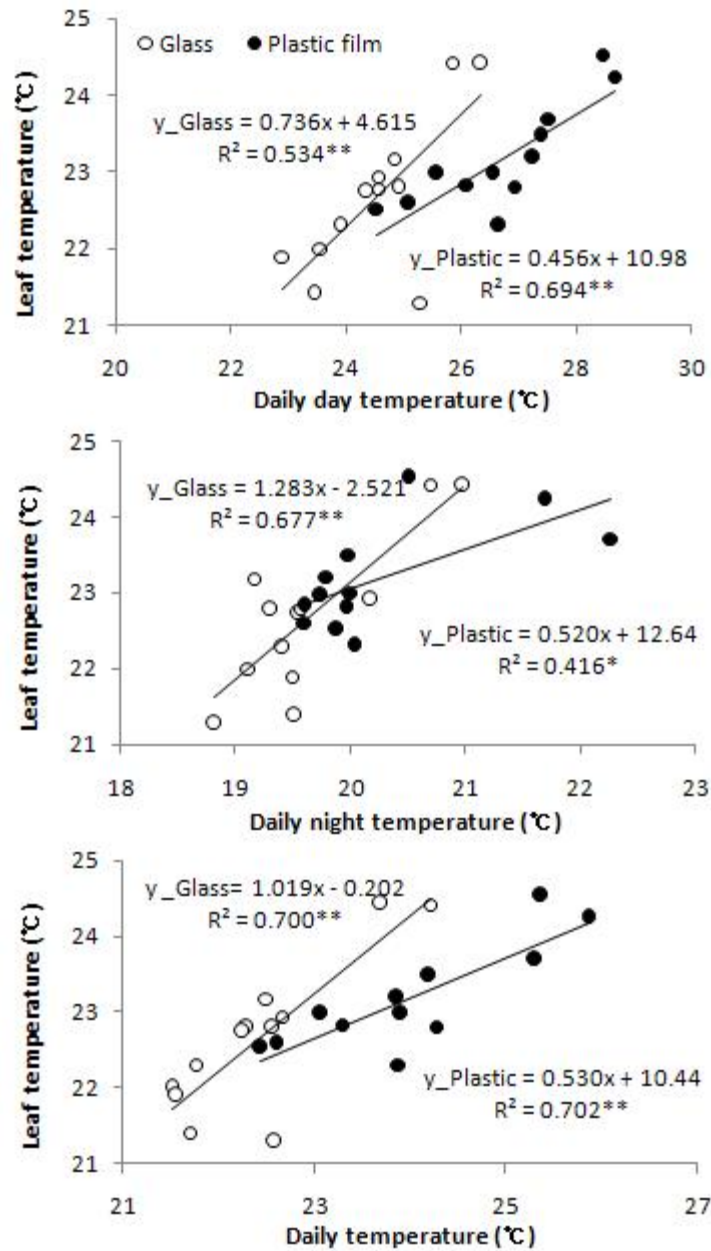 Glass Plastic film
25
24
23
22
21
Leaf temperature (℃)
y_Glass = 0.736x + 4.615
R² = 0.534**
y_Plastic = 0.456x + 10.98
R² = 0.694**
20 22 24 26 28 30
Daily day temperature (℃)
25
24
23
22
21
Leaf temperature (℃)
y_Glass = 1.283x - 2.521
R² = 0.677**
y_Plastic = 0.520x + 12.64
R² = 0.416*
18 19 20 21 22 23
Daily night temperature (℃)
25
24
23
22
21
Leaf temperature (℃)
y_Glass= 1.019x - 0.202
R² = 0.700**
y_Plastic = 0.530x + 10.44
R² = 0.702**
21 23 25 27
Daily temperature (℃)